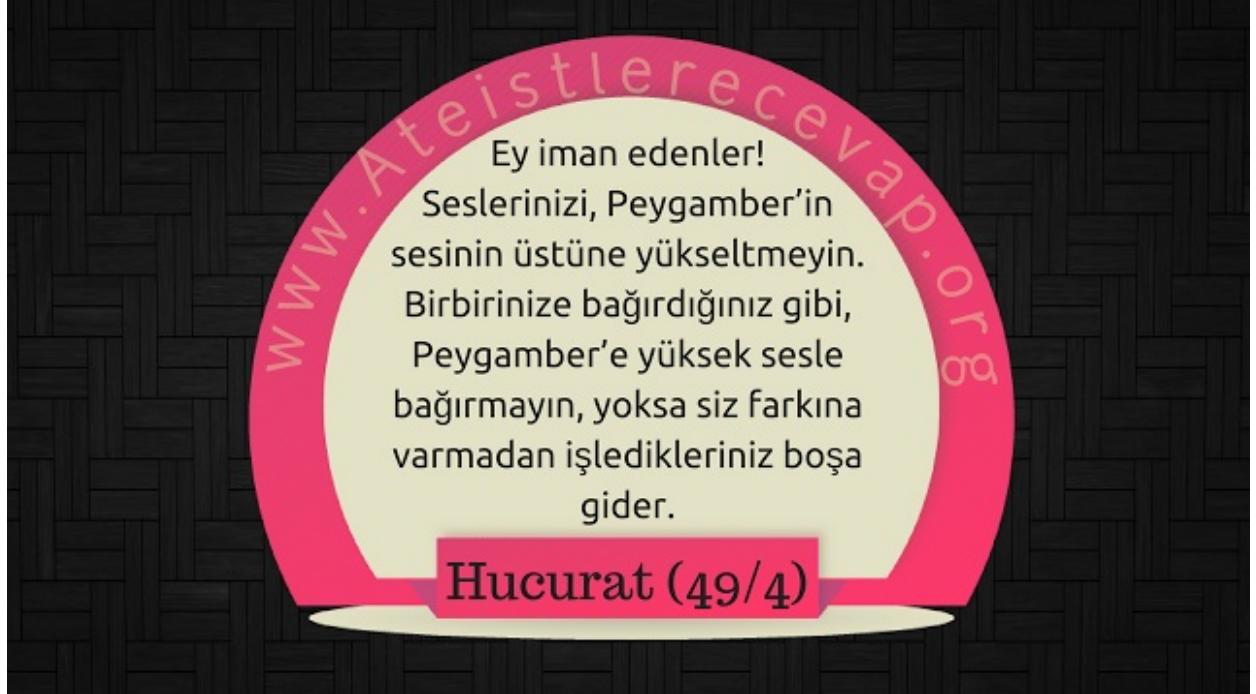 www.Ateistlerecevap.org
Ey iman edenler!
Seslerinizi, Peygamber’in
sesinin üstüne yükseltmeyin.
Birbirinize bağırdığınız gibi,
Peygamber’e yüksek sesle
bağırmayın, yoksa siz farkına
varmadan işledikleriniz boşa
gider.
Hucurat (49/4)